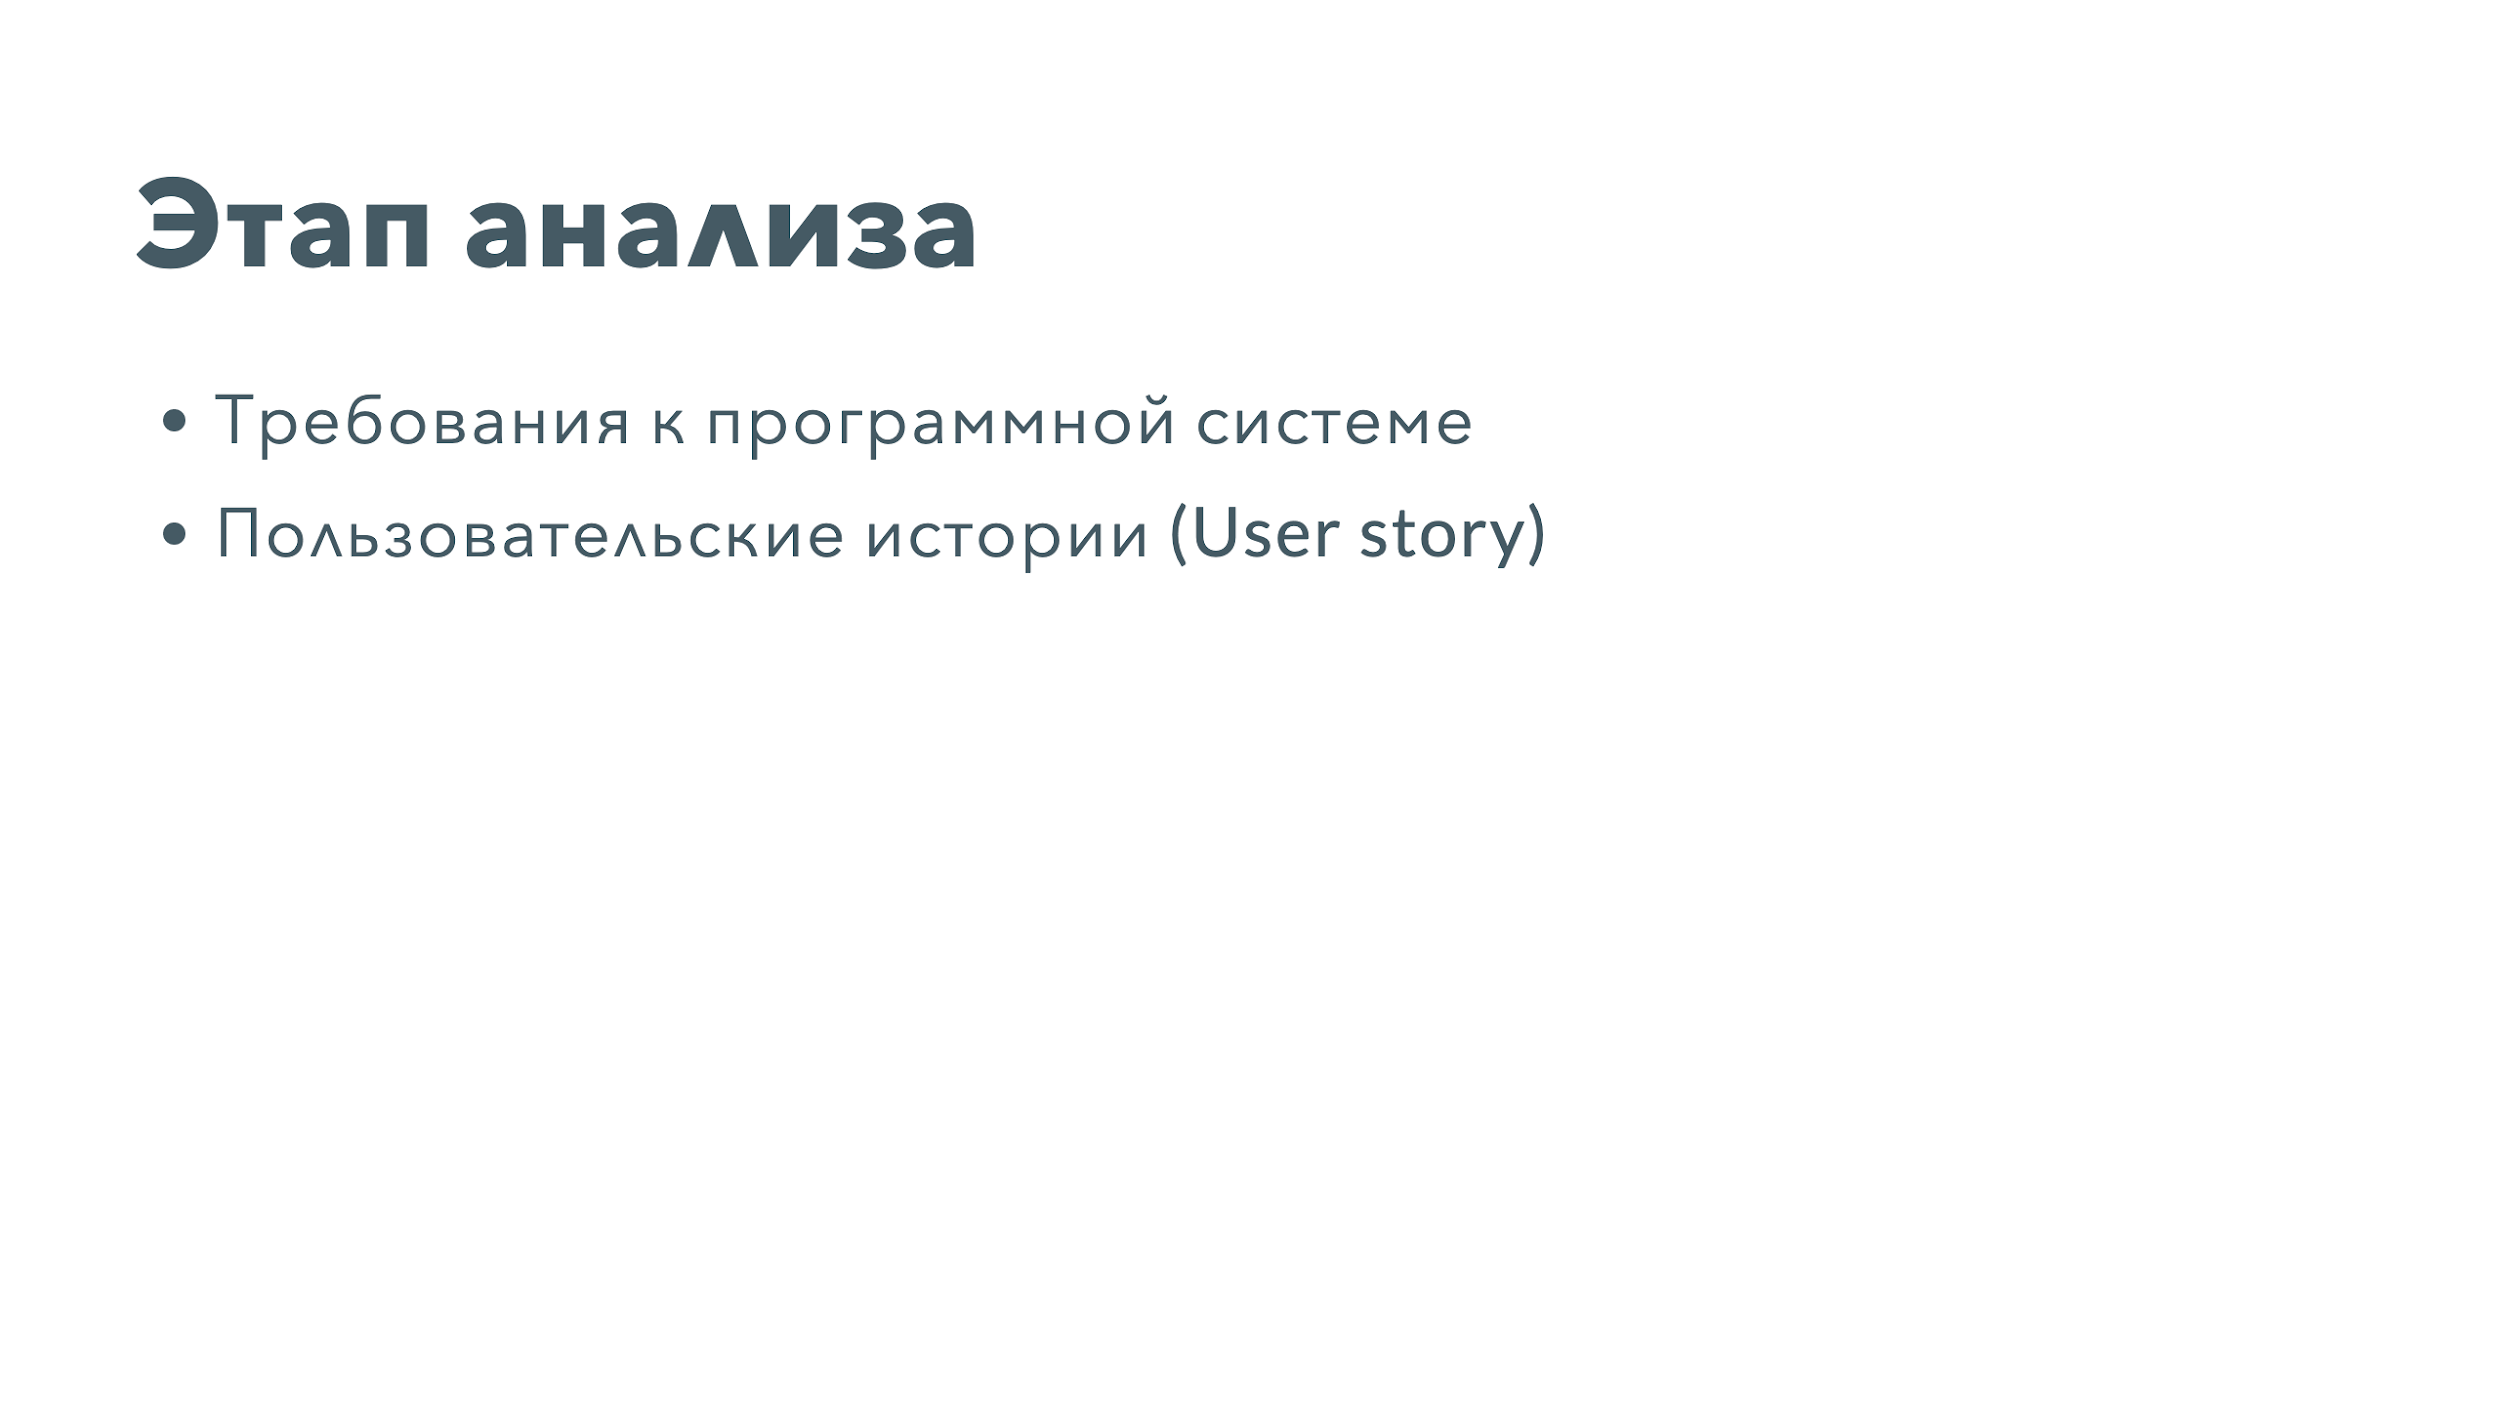 Этап анализа
• Требования к программной системе
• Пользовательские истории (User story)